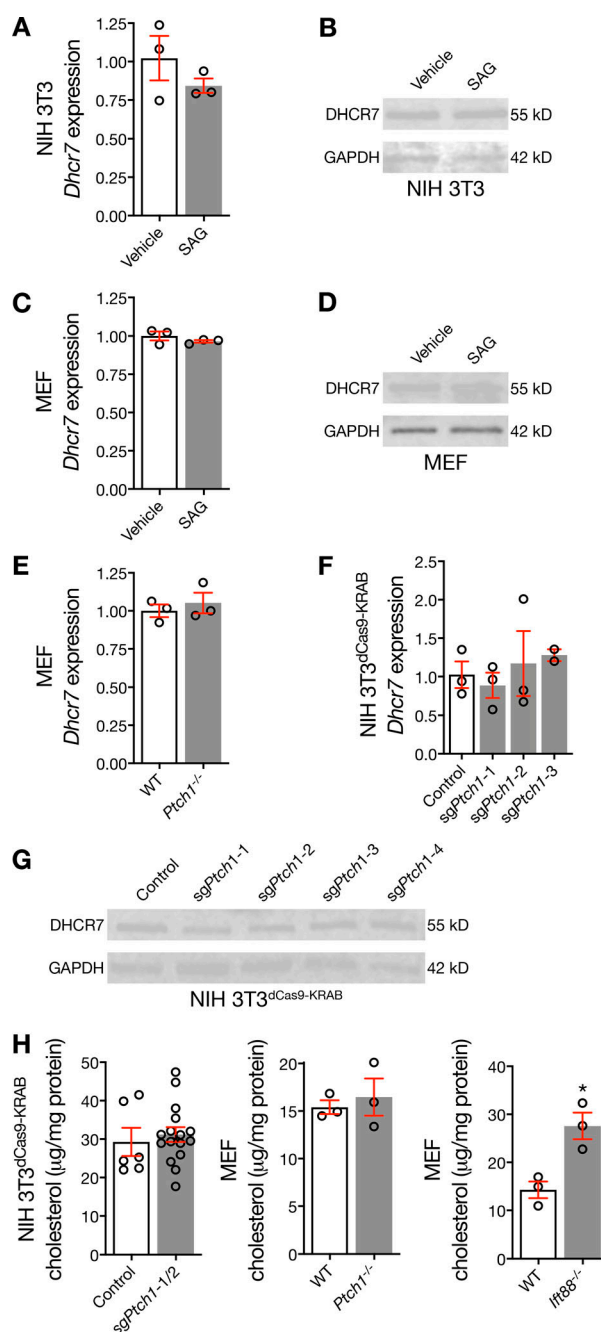 A
NIH 3T3
Dhcr7 expression
1.25
1.00
0.75
0.50
0.25
0.00
Vehicle
SAG
B
Vehicle
SAG
DHCR7
55 kD
GAPDH
42 kD
NIH 3T3
C
MEF
Dhcr7 expression
1.25
1.00
0.75
0.50
0.25
0.00
Vehicle
SAG
D
Vehicle
SAG
DHCR7
55 kD
GAPDH
42 kD
MEF
E
MEF
Dhcr7 expression
1.25
1.00
0.75
0.50
0.25
0.00
WT
Ptch1-/-
F
NIH 3T3dCas9-KRAB
Dhcr7 expression
2.5
2.0
1.5
1.0
0.5
0.0
Control
sgPtch1-1
sgPtch1-2
sgPtch1-3
G
Control
sgPtch1-1
sgPtch1-2
sgPtch1-3
sgPtch1-4
DHCR7
55 kD
GAPDH
42 kD
NIH 3T3dCas9-KRAB
H
NIH 3T3dCas9-KRAB
cholesterol (μg/mg protein)
50
40
30
20
10
0
Control
sgPtch1-1/2
MEF
cholesterol (μg/mg protein)
20
15
10
5
0
WT
Ptch1-/-
MEF
cholesterol (μg/mg protein)
40
30
20
10
0
*
WT
Ift88-/-